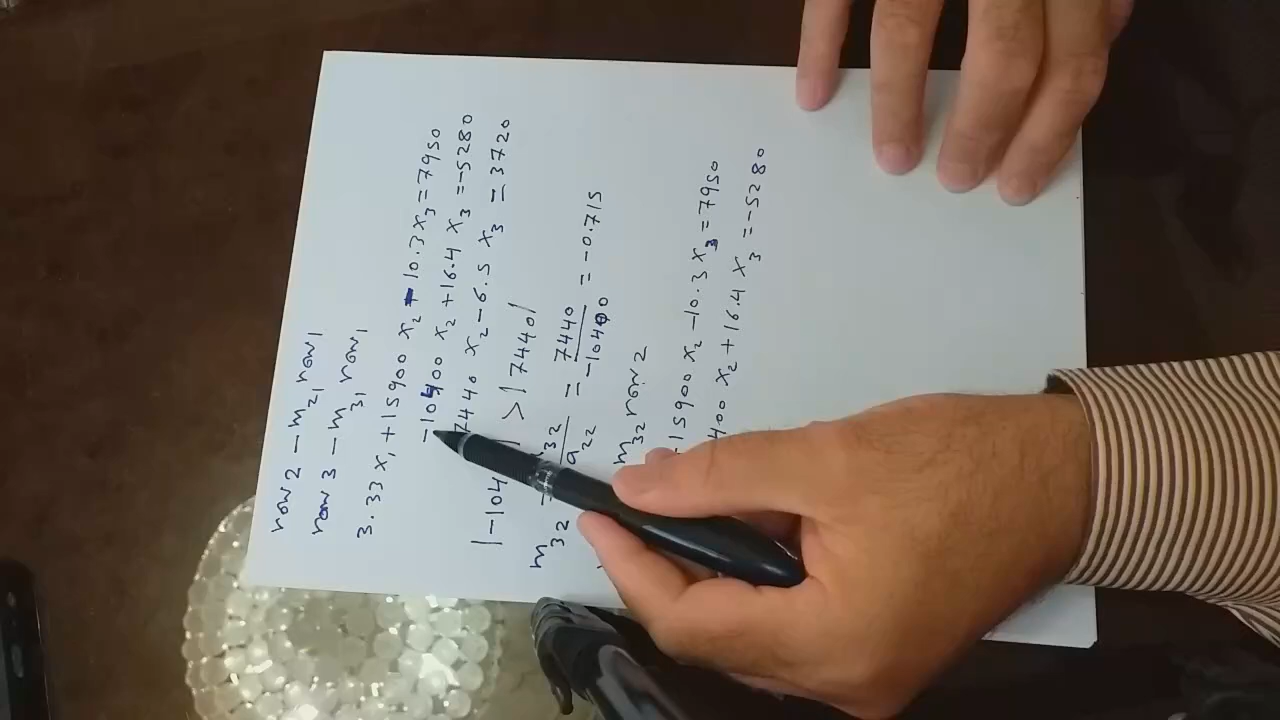 row 2 - m21 row 1
row 3 - m31 row 1
3.33 x1 + 15900 x2 - 10.3 x3 = 7950
-10400 x2 + 16.4 x3 = -5280
7440 x2 - 6.5 x3 = 3720
|-104 | > |7440|
m32 = a32/a22 = 7440/-10400 = -0.715
m32 row 2
15900 x2 - 10.3 x3 = 7950
400 x2 + 16.4 x3 = -5280